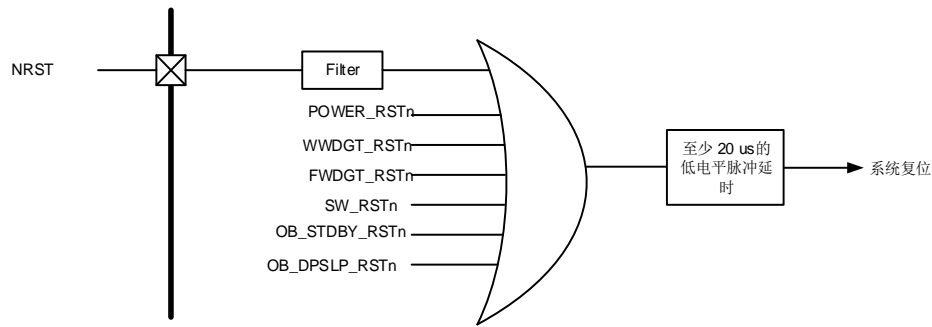 NRST
Filter
POWER_RSTn
WWDGT_RSTn
FWDGT_RSTn
SW_RSTn
OB_STDBY_RSTn
OB_DPSLP_RSTn
至少 20 us的
低电平脉冲延
时
系统复位